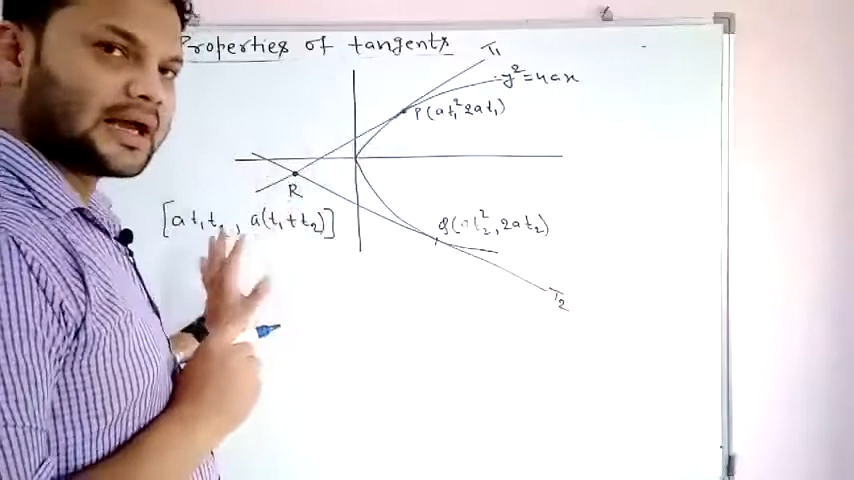 Properties of tangents
T₁
y² = 4ax
P(at₁² 2at₁)
R
[at₁t₂, a(t₁+t₂)]
Q(at₂², 2at₂)
T₂